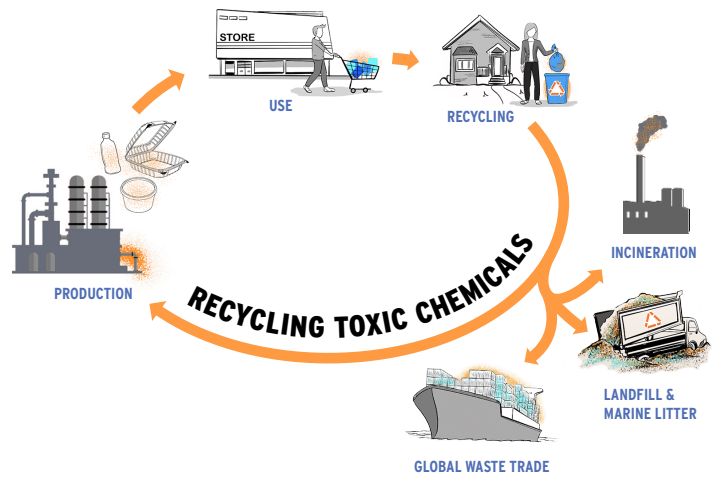 STORE
USE
RECYCLING
INCINERATION
PRODUCTION
RECYCLING TOXIC CHEMICALS
LANDFILL &
MARINE LITTER
GLOBAL WASTE TRADE